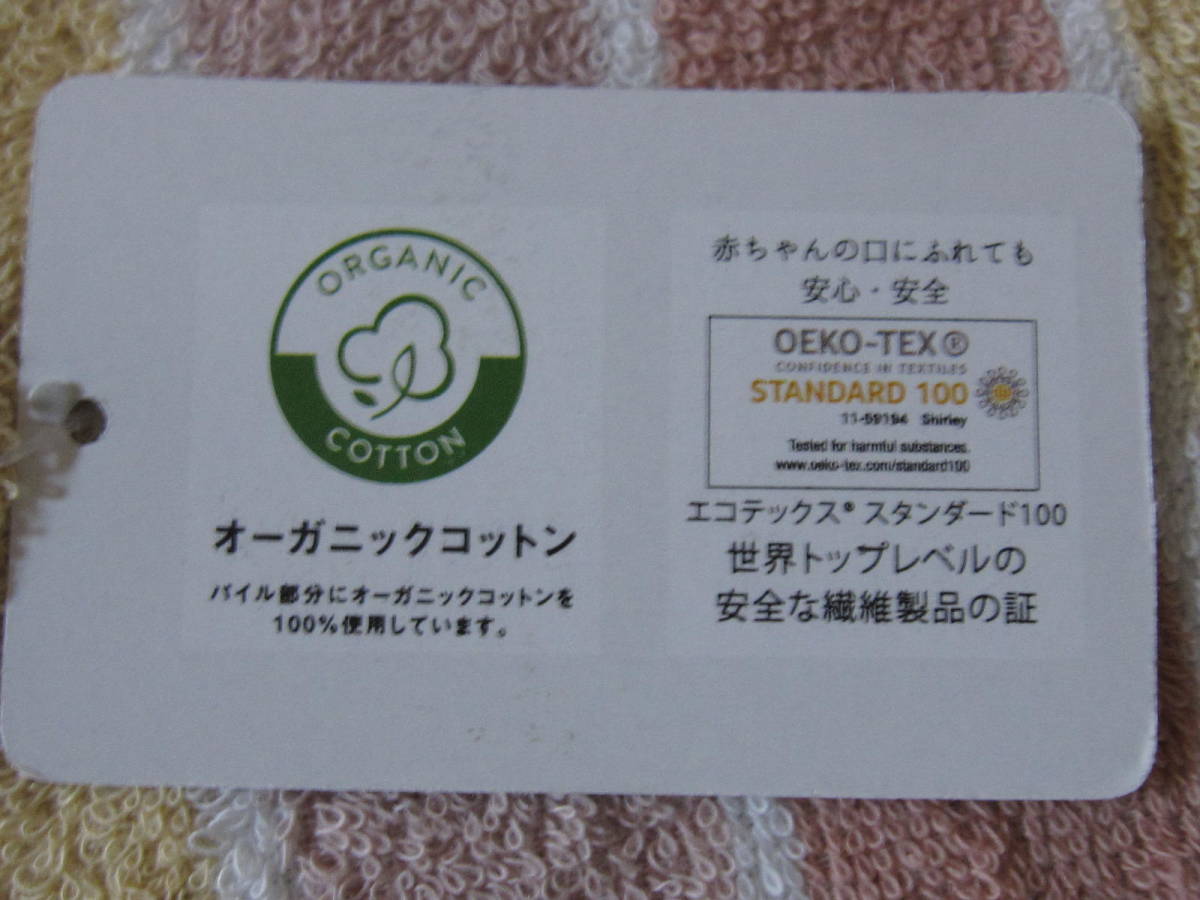 ORGANIC
COTTON
オーガニックコットン
パイル部分にオーガニックコットンを
100%使用しています。
赤ちゃんの口にふれても
安心・安全
OEKO-TEX®
CONFIDENCE IN TEXTILES
STANDARD 100
11-59194 Shirley
Tested for harmful substances.
www.oeko-tex.com/standard100
エコテックス® スタンダード100
世界トップレベルの
安全な繊維製品の証